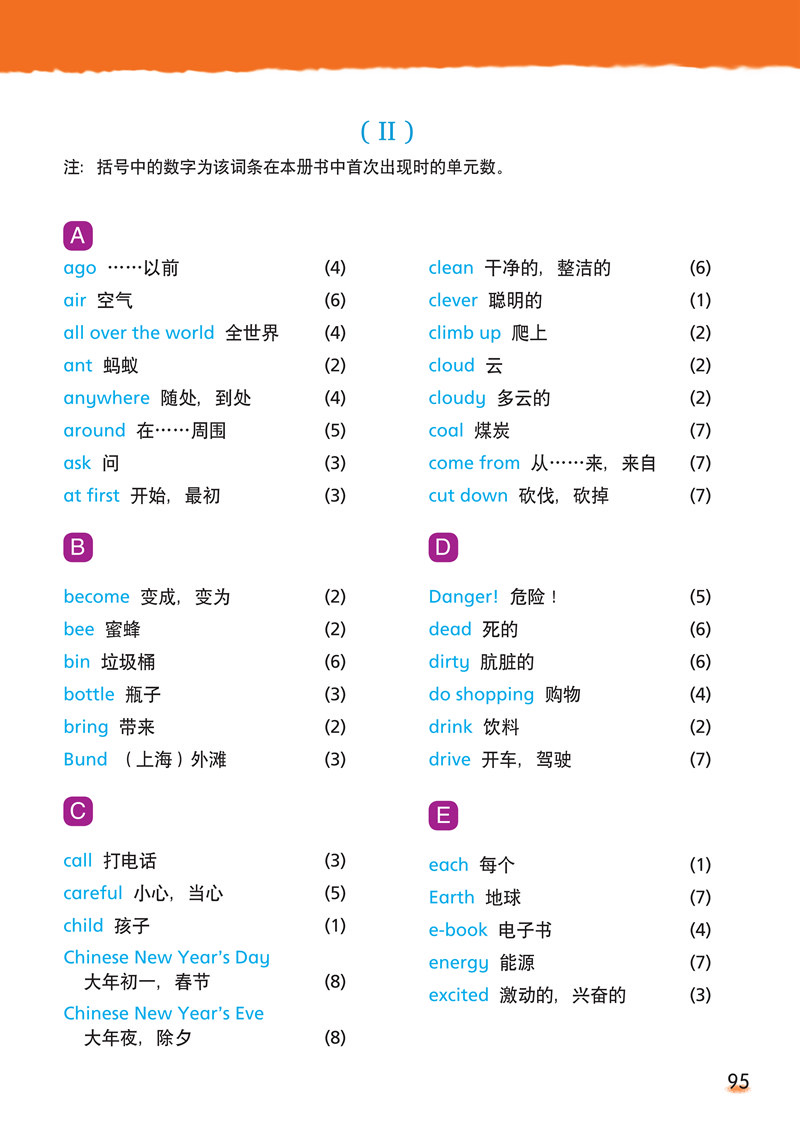 ( II )
注：括号中的数字为该词条在本册书中首次出现时的单元数。
A
ago ……以前 (4)
air 空气 (6)
all over the world 全世界 (4)
ant 蚂蚁 (2)
anywhere 随处，到处 (4)
around 在……周围 (5)
ask 问 (3)
at first 开始，最初 (3)
B
become 变成，变为 (2)
bee 蜜蜂 (2)
bin 垃圾桶 (6)
bottle 瓶子 (3)
bring 带来 (2)
Bund （上海）外滩 (3)
C
call 打电话 (3)
careful 小心，当心 (5)
child 孩子 (1)
Chinese New Year's Day
大年初一，春节 (8)
Chinese New Year's Eve
大年夜，除夕 (8)
clean 干净的，整洁的 (6)
clever 聪明的 (1)
climb up 爬上 (2)
cloud 云 (2)
cloudy 多云的 (2)
coal 煤炭 (7)
come from 从……来，来自 (7)
cut down 砍伐，砍掉 (7)
D
Danger! 危险！ (5)
dead 死的 (6)
dirty 肮脏的 (6)
do shopping 购物 (4)
drink 饮料 (2)
drive 开车，驾驶 (7)
E
each 每个 (1)
Earth 地球 (7)
e-book 电子书 (4)
energy 能源 (7)
excited 激动的，兴奋的 (3)
95